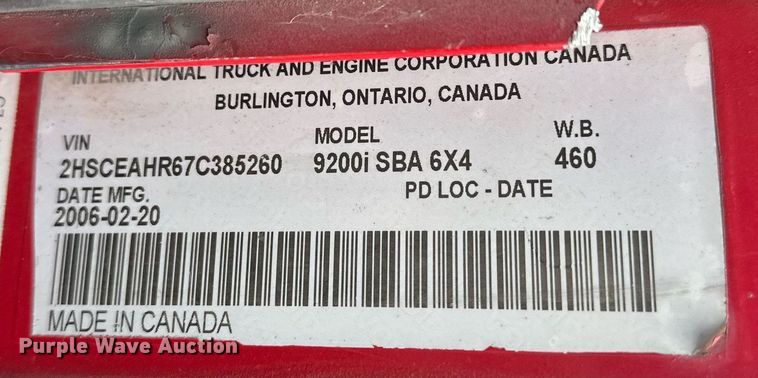 INTERNATIONAL TRUCK AND ENGINE CORPORATION CANADA
BURLINGTON, ONTARIO, CANADA
VIN MODEL W.B.
2HSCEAHR67C385260 9200i SBA 6X4 460
DATE MFG. PD LOC - DATE
2006-02-20
MADE IN CANADA
Purple Wave Auction